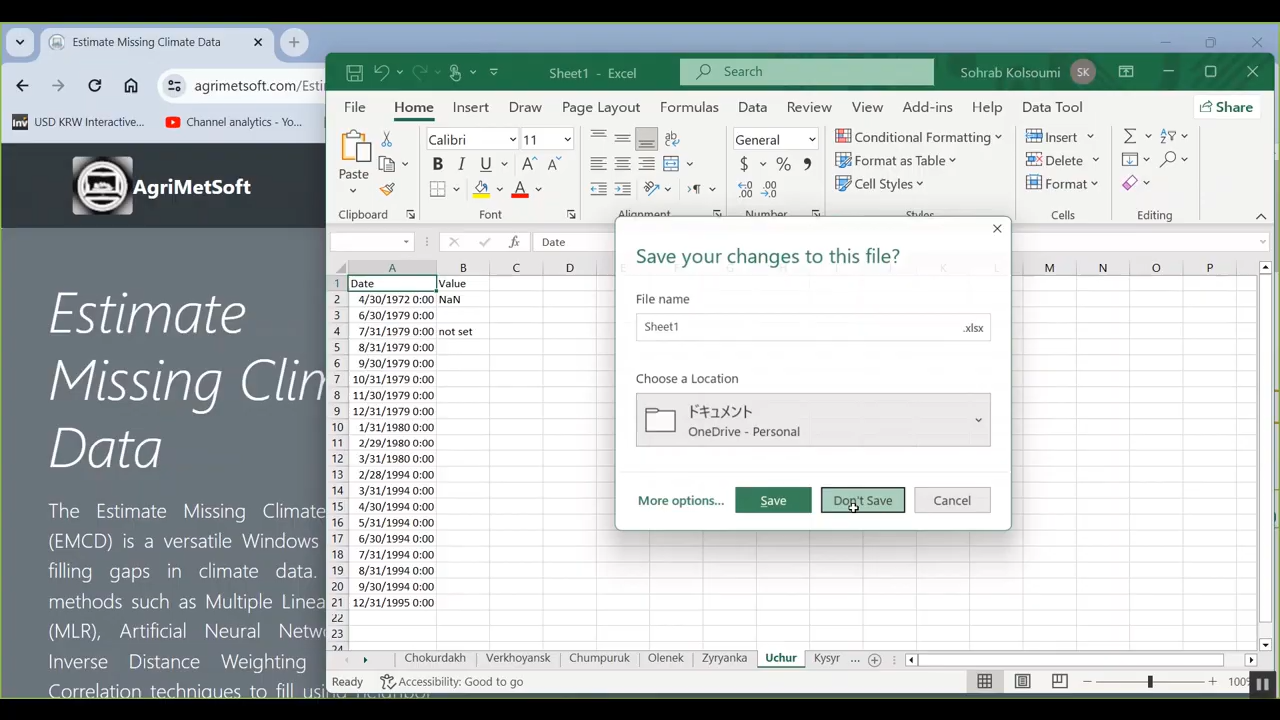 Estimate Missing Climate Data
agrimetsoft.com/Esti
USD KRW Interactive...
Channel analytics - Yo...
AgriMetSoft
Estimate
Missing Clim
Data
The Estimate Missing Climate
(EMCD) is a versatile Windows
filling gaps in climate data.
methods such as Multiple Linea
(MLR), Artificial Neural Netw
Inverse Distance Weighting
Correlation techniques to fill using neighbor
Sheet1 - Excel
Search
Sohrab Kolsoumi
SK
File Home Insert Draw Page Layout Formulas Data Review View Add-ins Help Data Tool
Share
Paste
Clipboard
Calibri 11
B I U
Font
Alignment
General
$ % 
Number
Conditional Formatting
Format as Table
Cell Styles
Styles
Insert
Delete
Format
Cells
Editing
fx Date
A B C D M N O P
1 Date Value
2 4/30/1972 0:00 NaN
3 6/30/1979 0:00
4 7/31/1979 0:00 not set
5 8/31/1979 0:00
6 9/30/1979 0:00
7 10/31/1979 0:00
8 11/30/1979 0:00
9 12/31/1979 0:00
10 1/31/1980 0:00
11 2/29/1980 0:00
12 3/31/1980 0:00
13 2/28/1994 0:00
14 3/31/1994 0:00
15 4/30/1994 0:00
16 5/31/1994 0:00
17 6/30/1994 0:00
18 7/31/1994 0:00
19 8/31/1994 0:00
20 9/30/1994 0:00
21 12/31/1995 0:00
22
23
24
Save your changes to this file?
File name
Sheet1
.xlsx
Choose a Location
ドキュメント
OneDrive - Personal
More options...
Save
Don't Save
Cancel
Chokurdakh Verkhoyansk Chumpuruk Olenek Zyryanka Uchur Kysyr ...
Ready
Accessibility: Good to go
100%